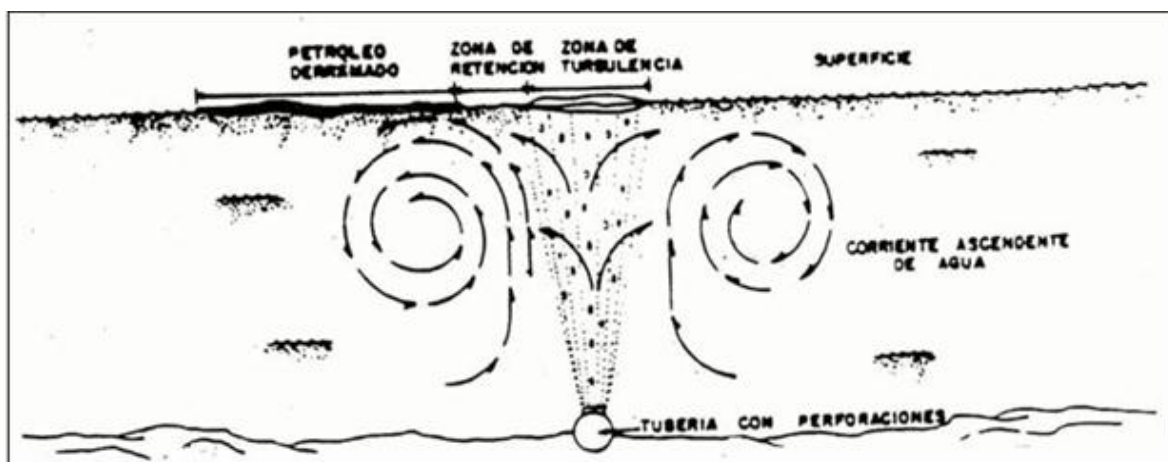 PETROLEO
DERRAMADO
ZONA DE
RETENCION
ZONA DE
TURBULENCIA
SUPERFICIE
CORRIENTE ASCENDENTE
DE AGUA
TUBERIA CON PERFORACIONES